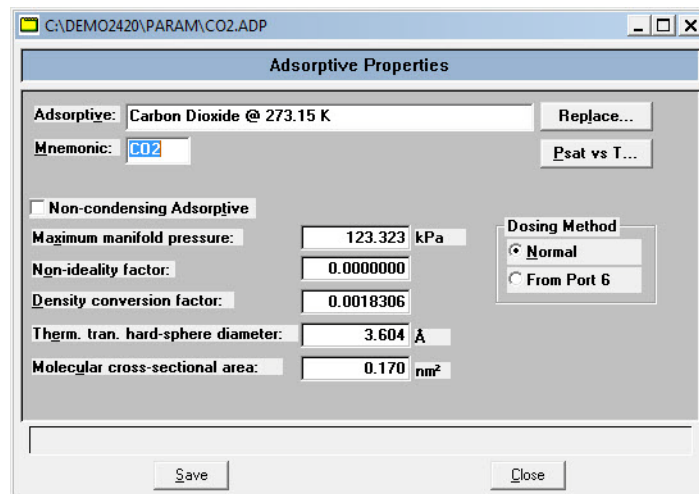 C:\DEMO2420\PARAM\CO2.ADP
Adsorptive Properties
Adsorptive: Carbon Dioxide @ 273.15 K Replace...
Mnemonic: CO2 Psat vs T...
Non-condensing Adsorptive
Dosing Method
Maximum manifold pressure: 123.323 kPa
Normal
Non-ideality factor: 0.0000000
From Port 6
Density conversion factor: 0.0018306
Therm. tran. hard-sphere diameter: 3.604 Å
Molecular cross-sectional area: 0.170 nm²
Save Close